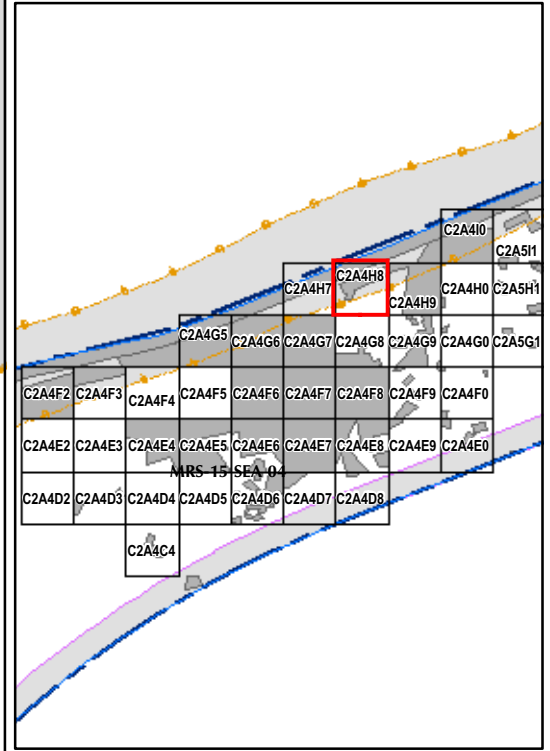 C2A4I0
C2A5I1
C2A4H7 C2A4H8 C2A4H9 C2A4H0 C2A5H1
C2A4G5 C2A4G6 C2A4G7 C2A4G8 C2A4G9 C2A4G0 C2A5G1
C2A4F2 C2A4F3 C2A4F4 C2A4F5 C2A4F6 C2A4F7 C2A4F8 C2A4F9 C2A4F0
C2A4E2 C2A4E3 C2A4E4 C2A4E5 C2A4E6 C2A4E7 C2A4E8 C2A4E9 C2A4E0
MRS-15-SEA-04
C2A4D2 C2A4D3 C2A4D4 C2A4D5 C2A4D6 C2A4D7 C2A4D8
C2A4C4